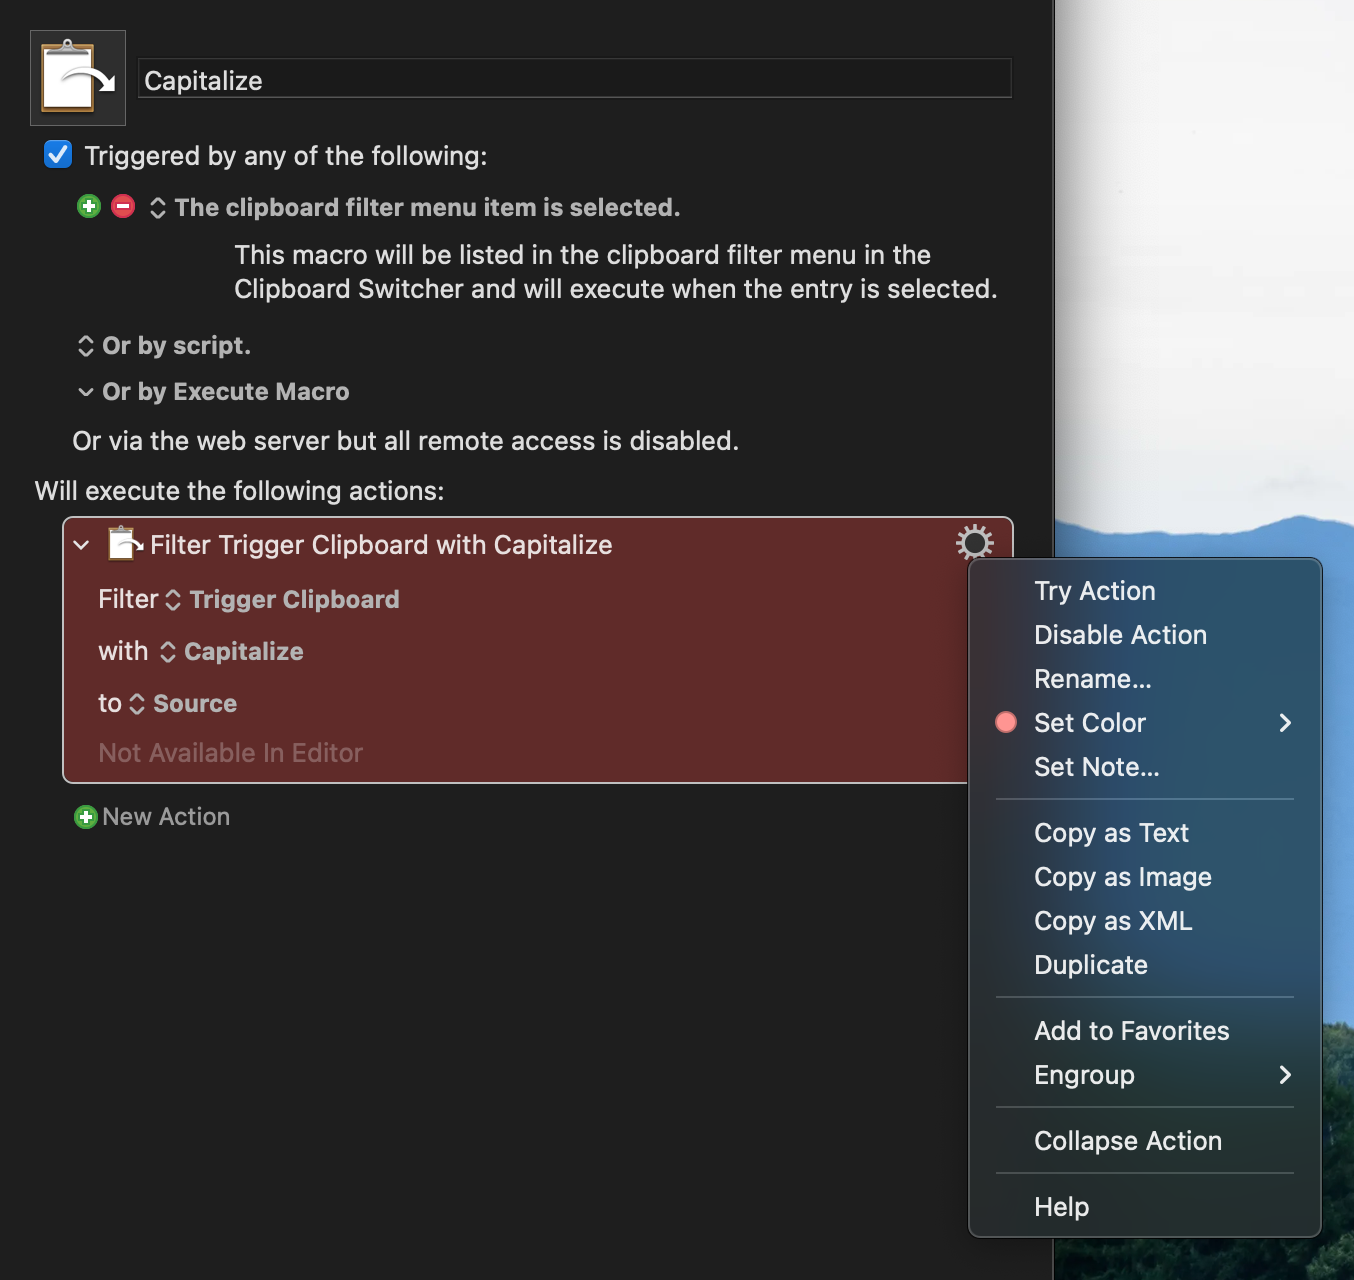 Capitalize
Triggered by any of the following:
The clipboard filter menu item is selected.
This macro will be listed in the clipboard filter menu in the
Clipboard Switcher and will execute when the entry is selected.
Or by script.
Or by Execute Macro
Or via the web server but all remote access is disabled.
Will execute the following actions:
Filter Trigger Clipboard with Capitalize
Filter Trigger Clipboard
with Capitalize
to Source
Not Available In Editor
New Action
Try Action
Disable Action
Rename...
Set Color
Set Note...
Copy as Text
Copy as Image
Copy as XML
Duplicate
Add to Favorites
Engroup
Collapse Action
Help